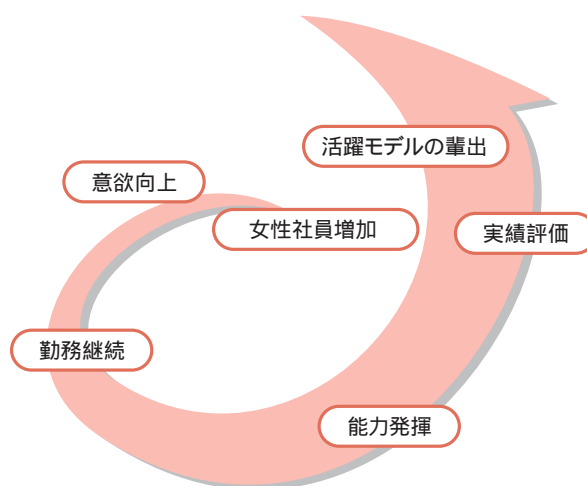 活躍モデルの輩出
意欲向上
女性社員増加
実績評価
勤務継続
能力発揮